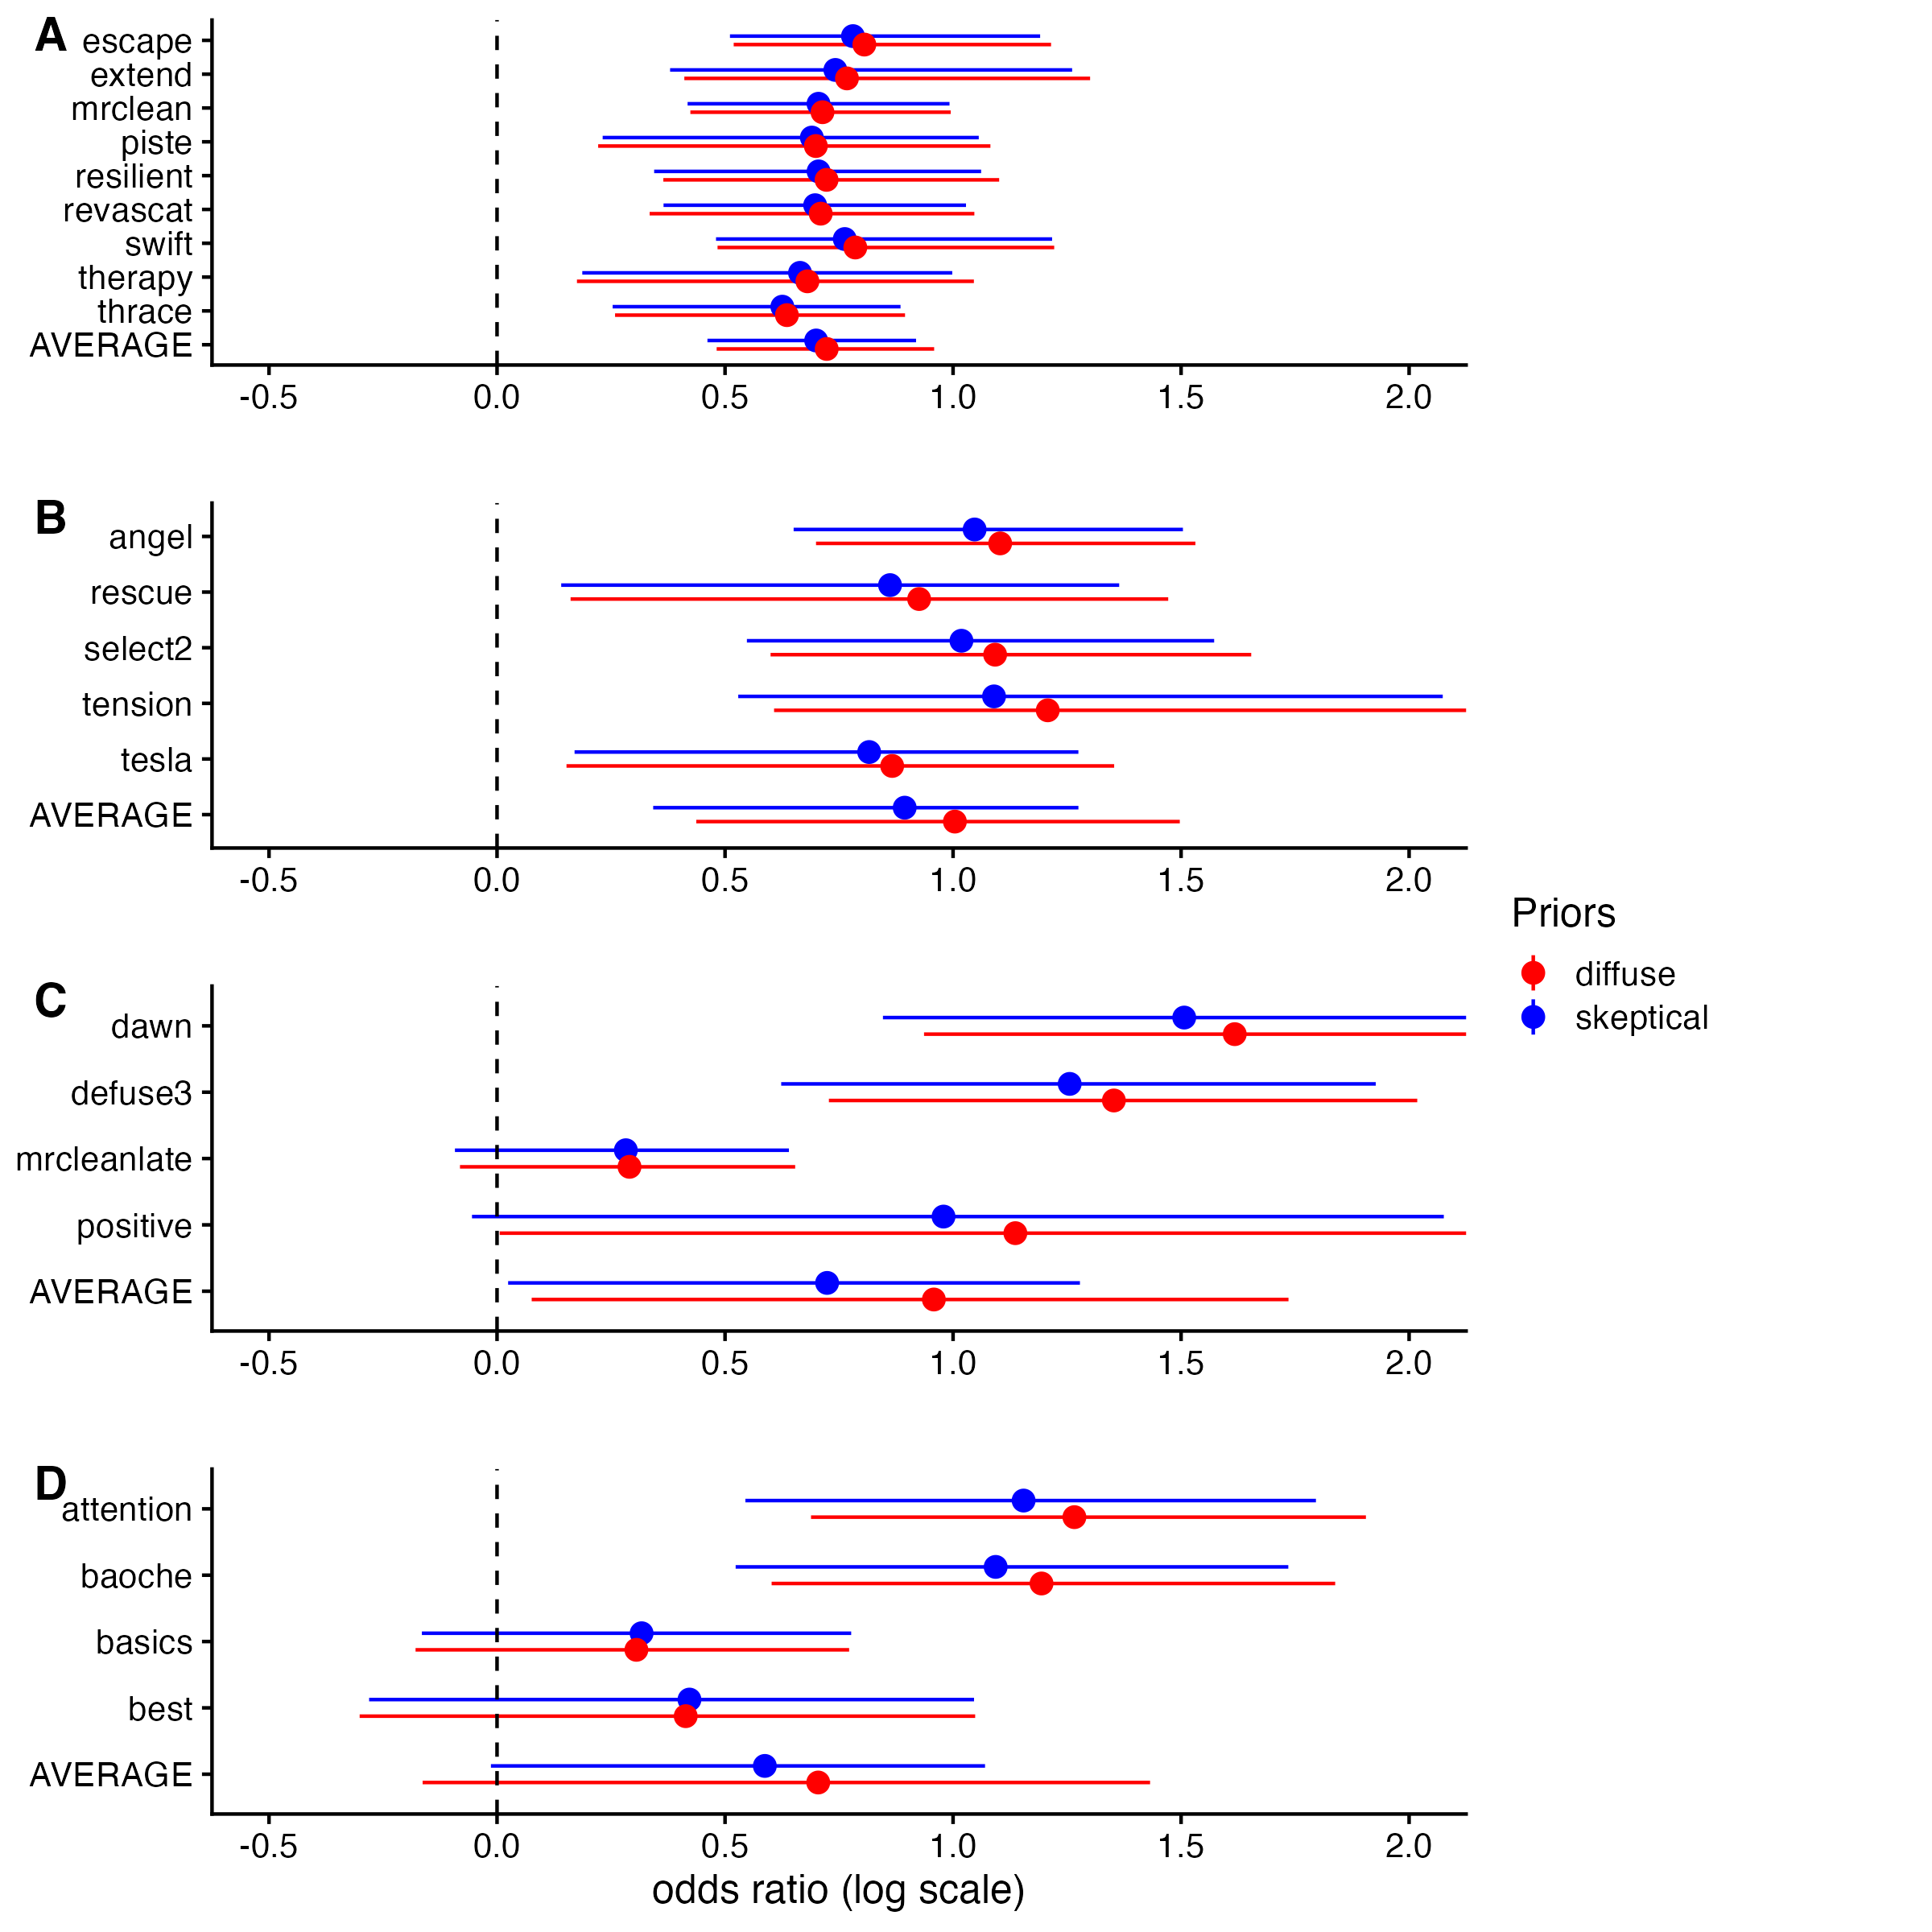 A
escape
extend
mrclean
piste
resilient
revascat
swift
therapy
thrace
AVERAGE
-0.5 0.0 0.5 1.0 1.5 2.0
B
angel
rescue
select2
tension
tesla
AVERAGE
-0.5 0.0 0.5 1.0 1.5 2.0
Priors
diffuse
skeptical
C
dawn
defuse3
mrcleanlate
positive
AVERAGE
-0.5 0.0 0.5 1.0 1.5 2.0
D
attention
baoche
basics
best
AVERAGE
-0.5 0.0 0.5 1.0 1.5 2.0
odds ratio (log scale)